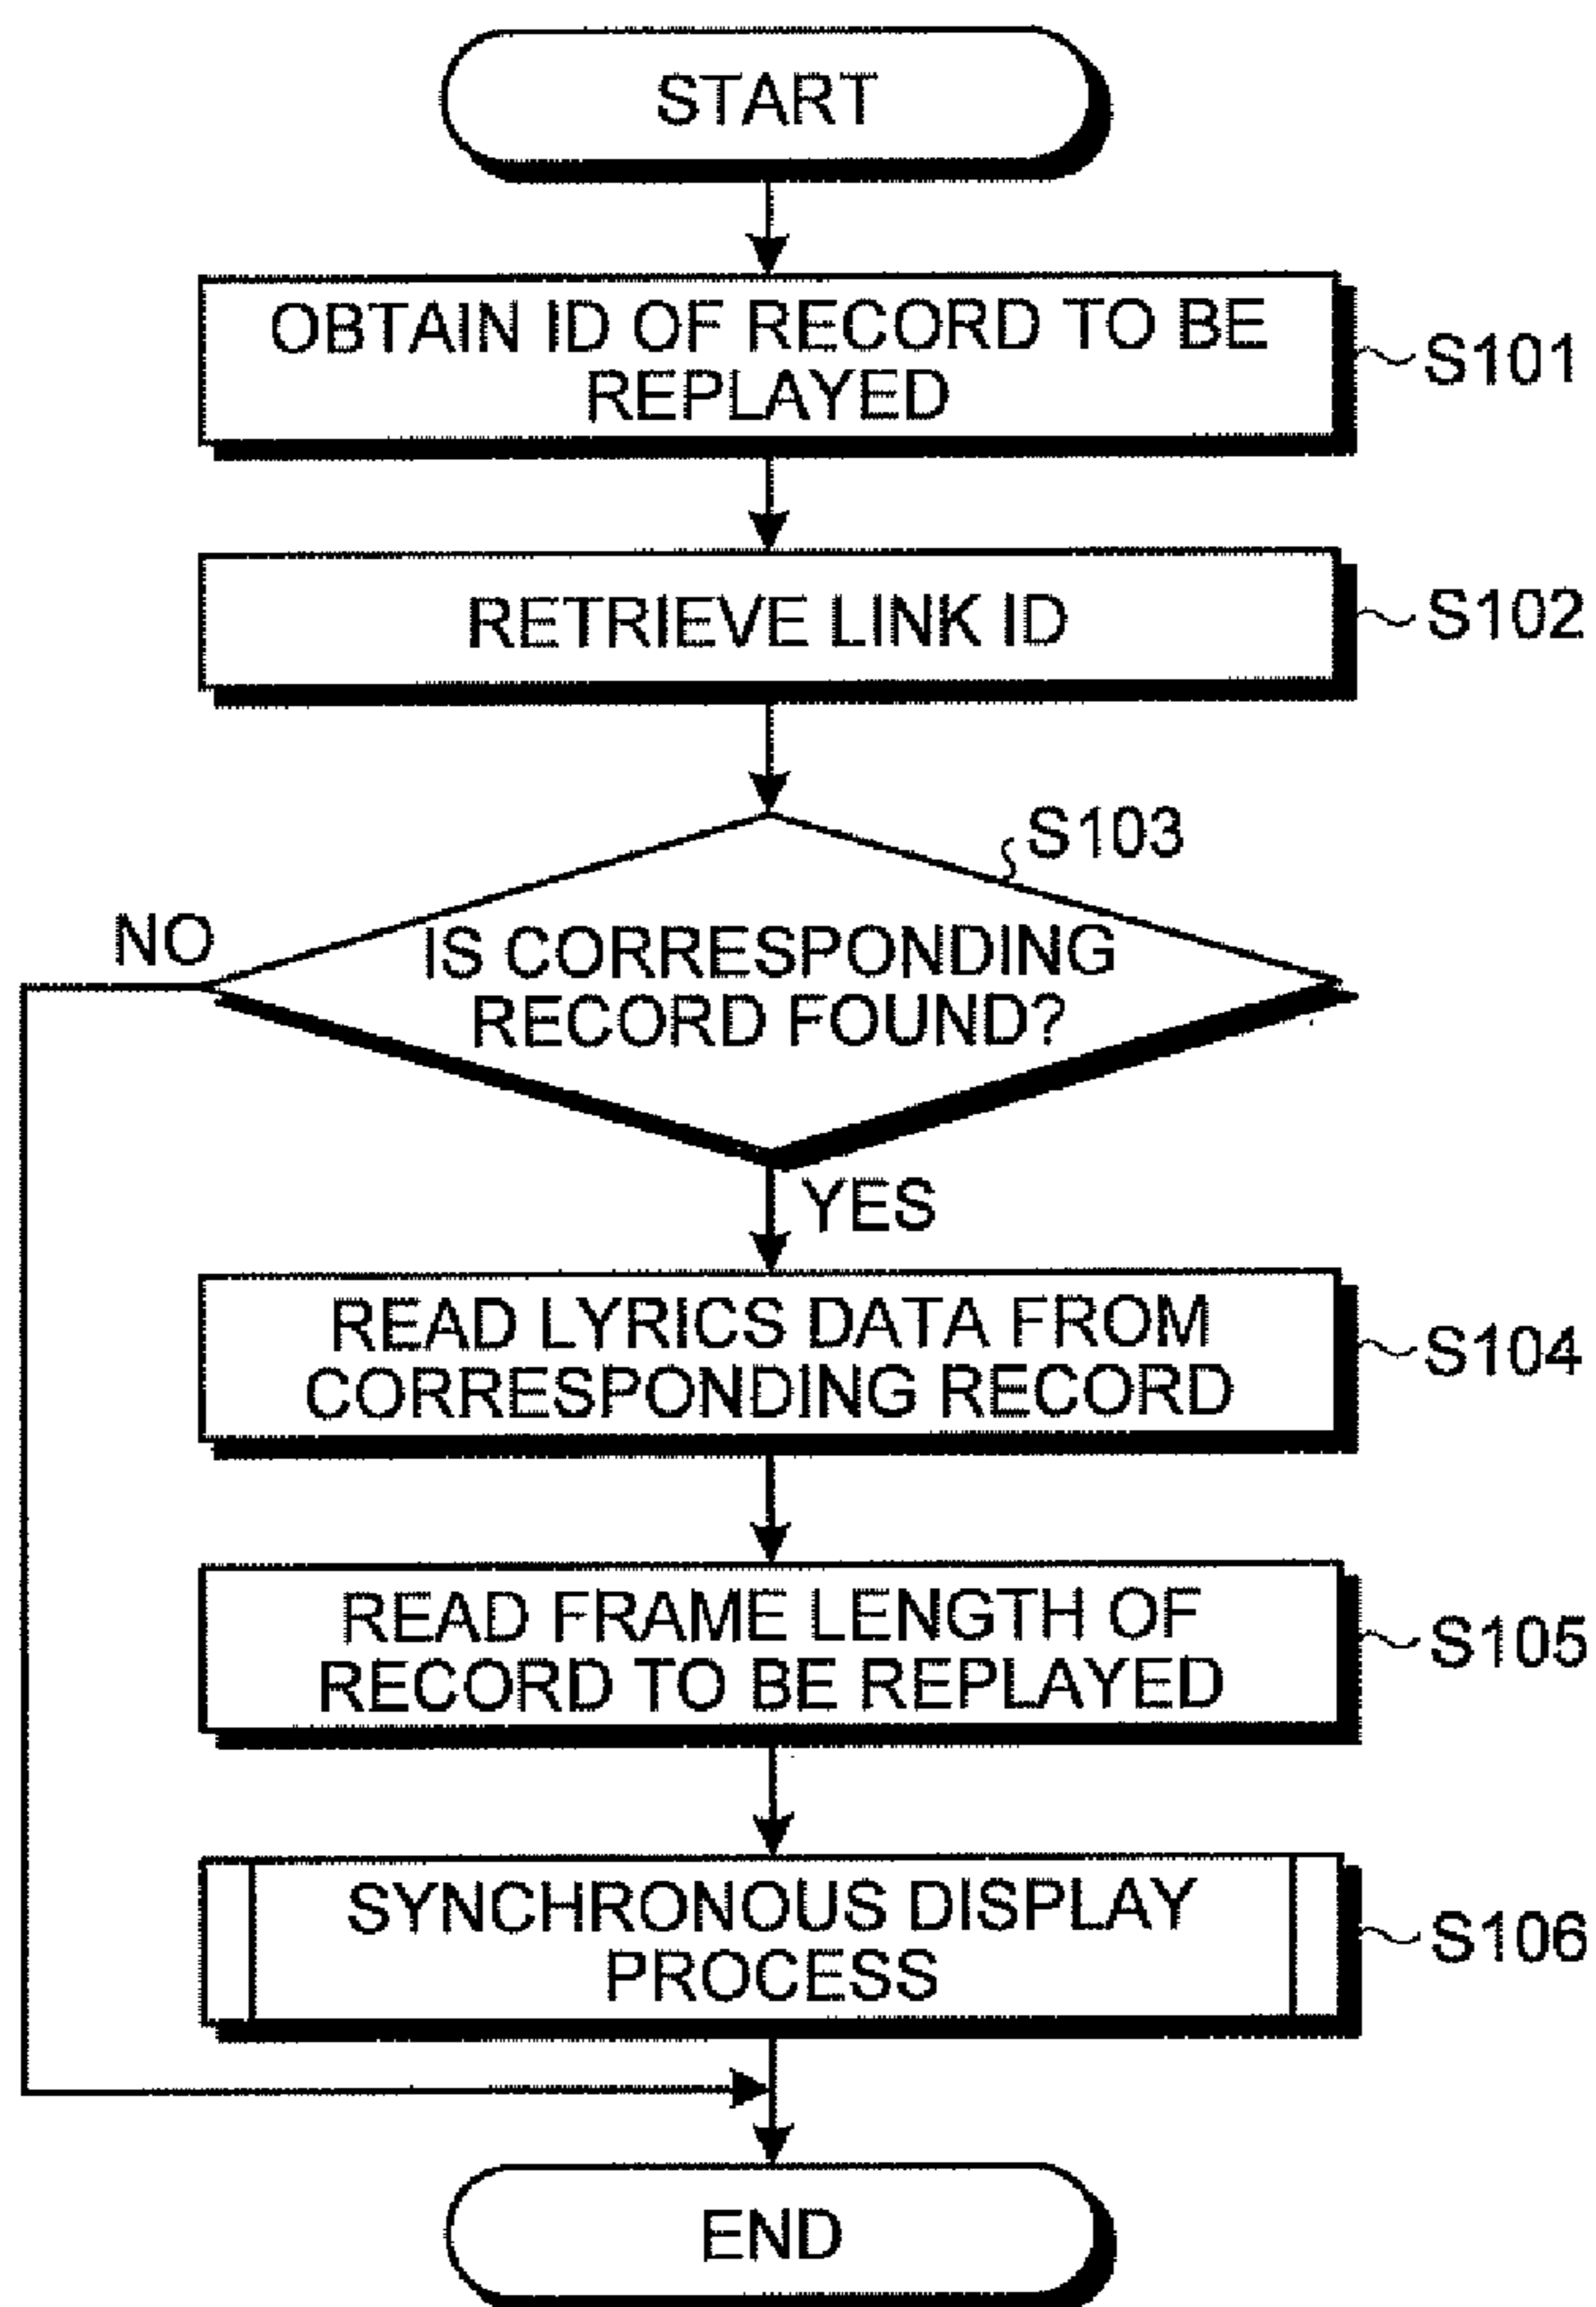 START
OBTAIN ID OF RECORD TO BE
REPLAYED
S101
RETRIEVE LINK ID
S102
S103
NO
IS CORRESPONDING
RECORD FOUND?
YES
READ LYRICS DATA FROM
CORRESPONDING RECORD
S104
READ FRAME LENGTH OF
RECORD TO BE REPLAYED
S105
SYNCHRONOUS DISPLAY
PROCESS
S106
END